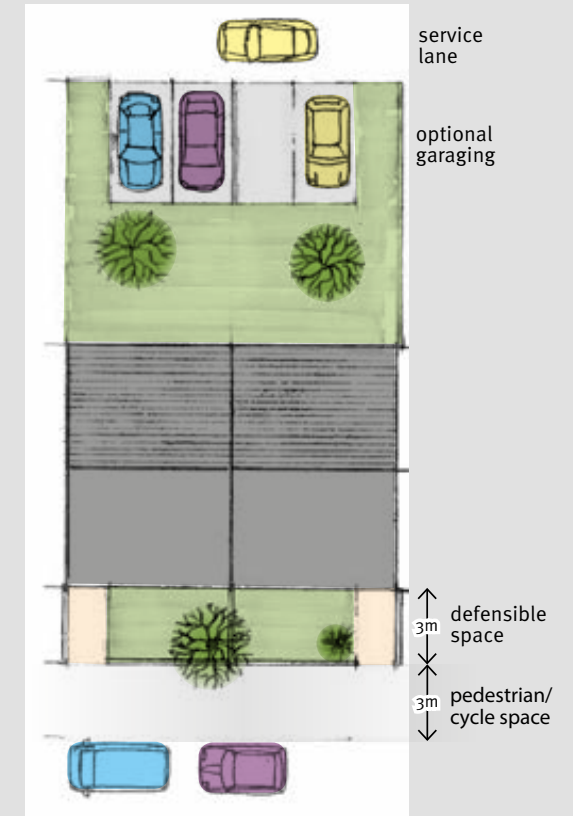 service
lane
optional
garaging
3m
defensible
space
3m
pedestrian/
cycle space